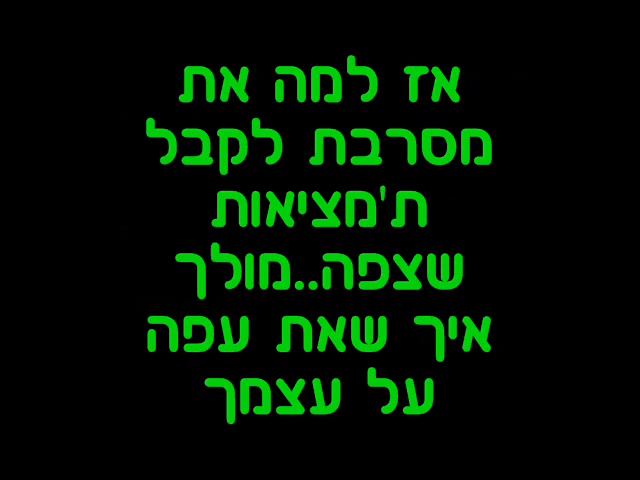 אז למה את
מסרבת לקבל
ת'מציאות
שצפה..מולך
איך שאת עפה
על עצמך